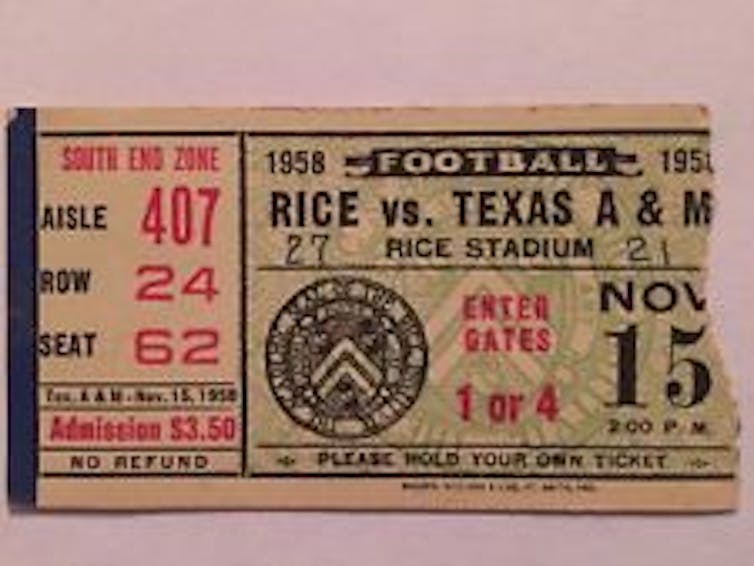 SOUTH END ZONE
AISLE 407
ROW 24
SEAT 62
Tex. A & M - Nov. 15, 1958
Admission $3.50
NO REFUND
1958 FOOTBALL 195
RICE vs. TEXAS A & M
27 RICE STADIUM 21
ENTER
GATES
1 or 4
NOV
15
2:00 P. M.
PLEASE HOLD YOUR OWN TICKET